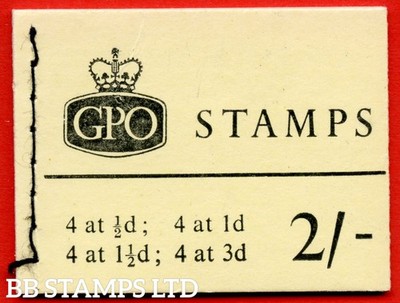 GPO STAMPS
4 at ½d; 4 at 1d
4 at 1½d; 4 at 3d 2/-
BB STAMPS LTD